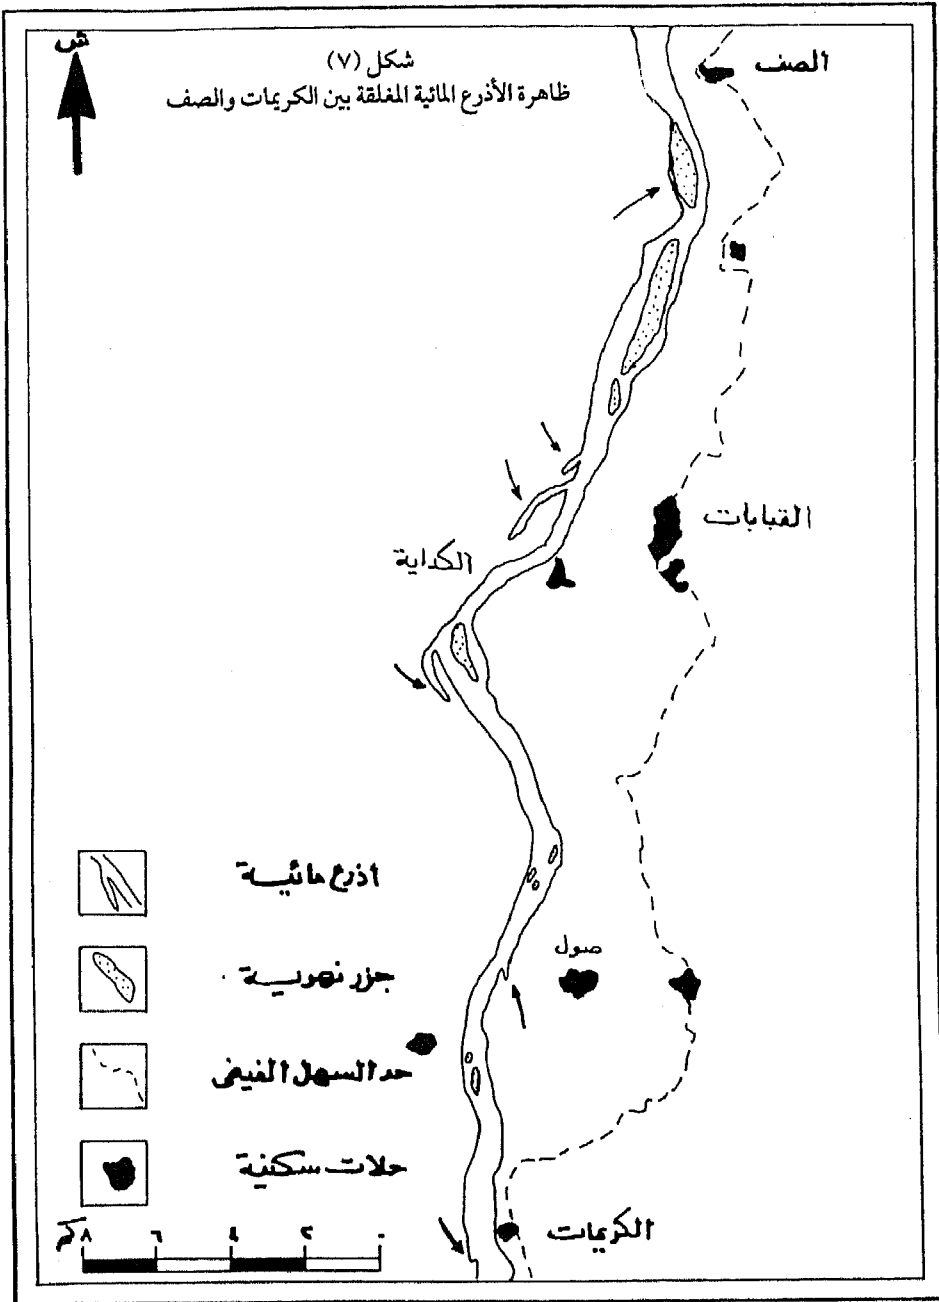 ش
شكل (٧)
ظاهرة الأذرع المائية المغلقة بين الكريمات والصف
الصف
القبابات
الكداية
صول
الكريمات
اذرع مائية
جزر نهرية
حد السهل الفيضى
حلات سكنية
كم ٨ ٦ ٤ ٢ ٠